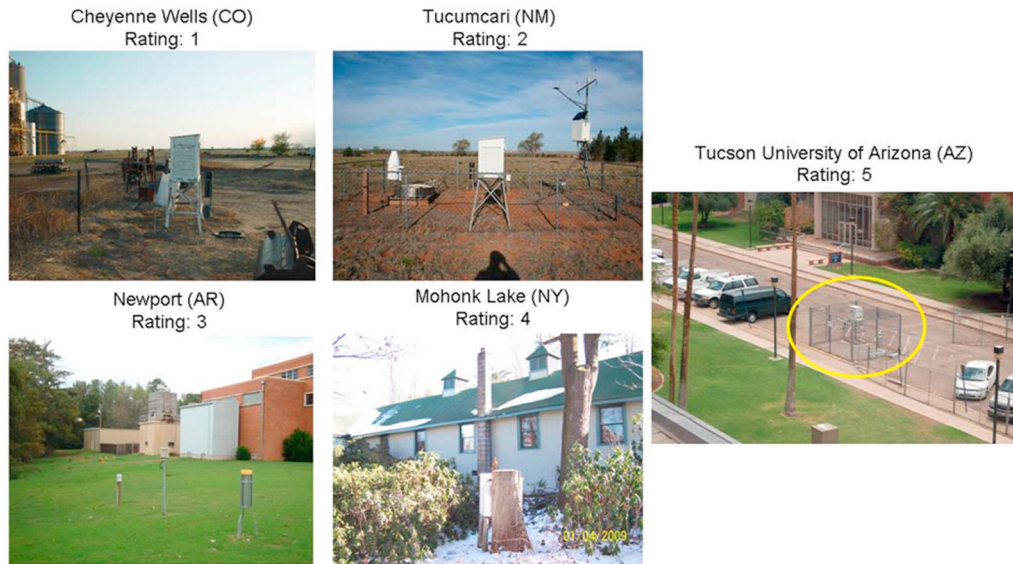 Cheyenne Wells (CO)
Rating: 1
Tucumcari (NM)
Rating: 2
Tucson University of Arizona (AZ)
Rating: 5
Newport (AR)
Rating: 3
Mohonk Lake (NY)
Rating: 4
01/04/2009